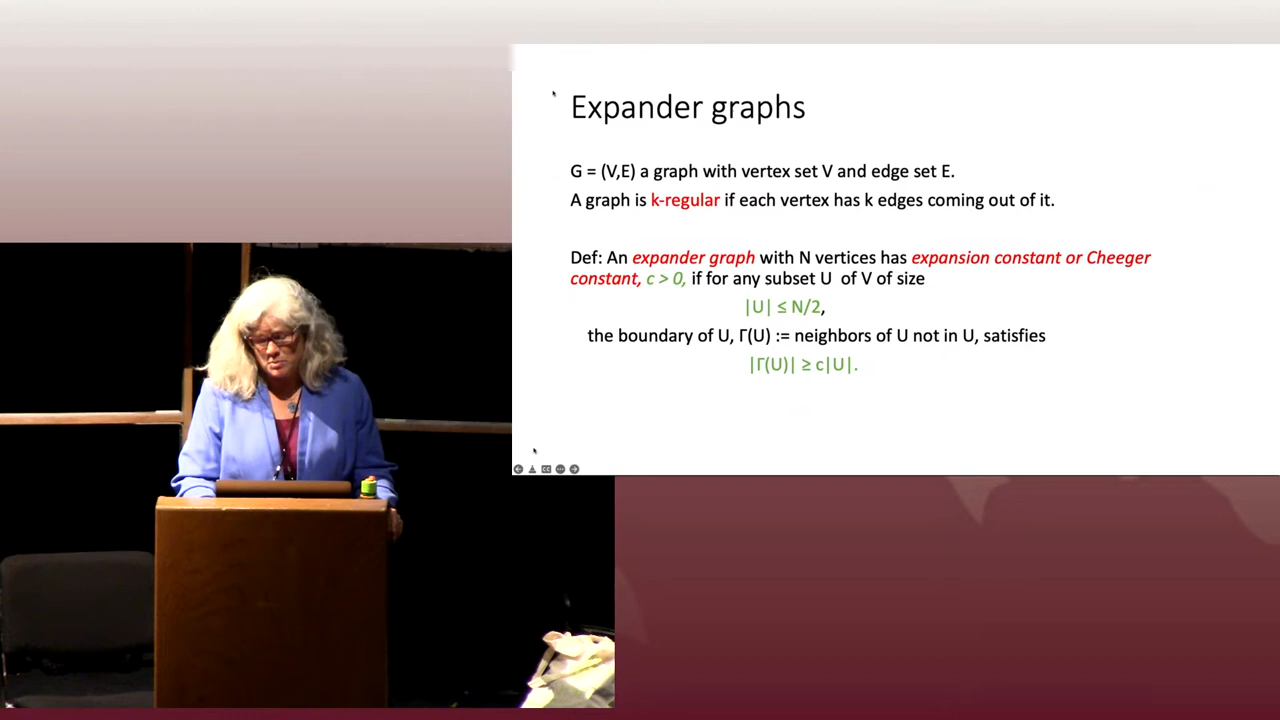 Expander graphs
G = (V,E) a graph with vertex set V and edge set E.
A graph is k-regular if each vertex has k edges coming out of it.
Def: An expander graph with N vertices has expansion constant or Cheeger
constant, c > 0, if for any subset U of V of size
|U| ≤ N/2,
the boundary of U, Γ(U) := neighbors of U not in U, satisfies
|Γ(U)| ≥ c|U|.